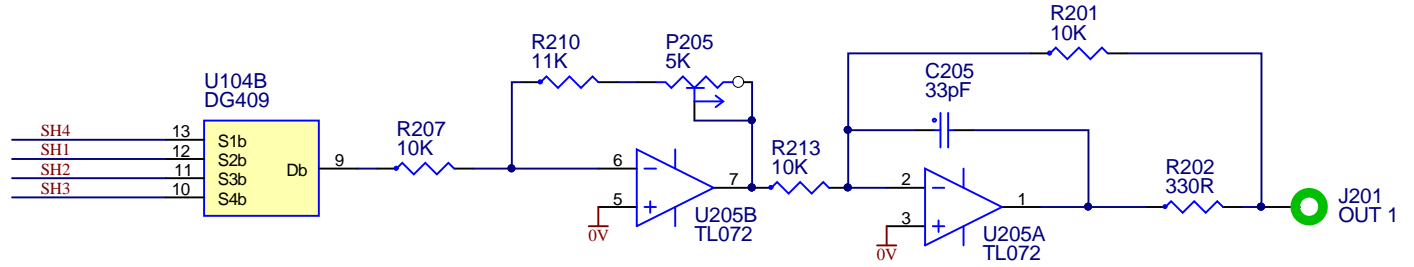 R201
10K
R210
11K
P205
5K
C205
33pF
U104B
DG409
SH4
13
S1b
SH1
12
S2b
SH2
11
S3b
SH3
10
S4b
Db
9
R207
10K
6
5
7
0V
U205B
TL072
R213
10K
2
3
1
0V
U205A
TL072
R202
330R
J201
OUT 1